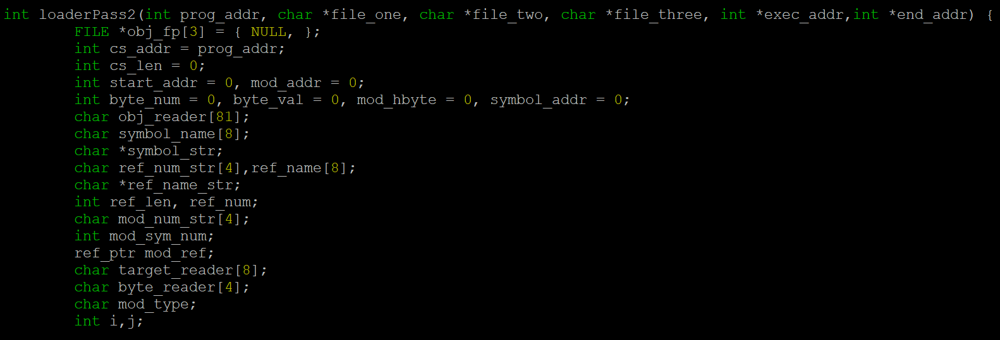 int loaderPass2(int prog_addr, char *file_one, char *file_two, char *file_three, int *exec_addr,int *end_addr) {
        FILE *obj_fp[3] = { NULL, };
        int cs_addr = prog_addr;
        int cs_len = 0;
        int start_addr = 0, mod_addr = 0;
        int byte_num = 0, byte_val = 0, mod_hbyte = 0, symbol_addr = 0;
        char obj_reader[81];
        char symbol_name[8];
        char *symbol_str;
        char ref_num_str[4],ref_name[8];
        char *ref_name_str;
        int ref_len, ref_num;
        char mod_num_str[4];
        int mod_sym_num;
        ref_ptr mod_ref;
        char target_reader[8];
        char byte_reader[4];
        char mod_type;
        int i,j;